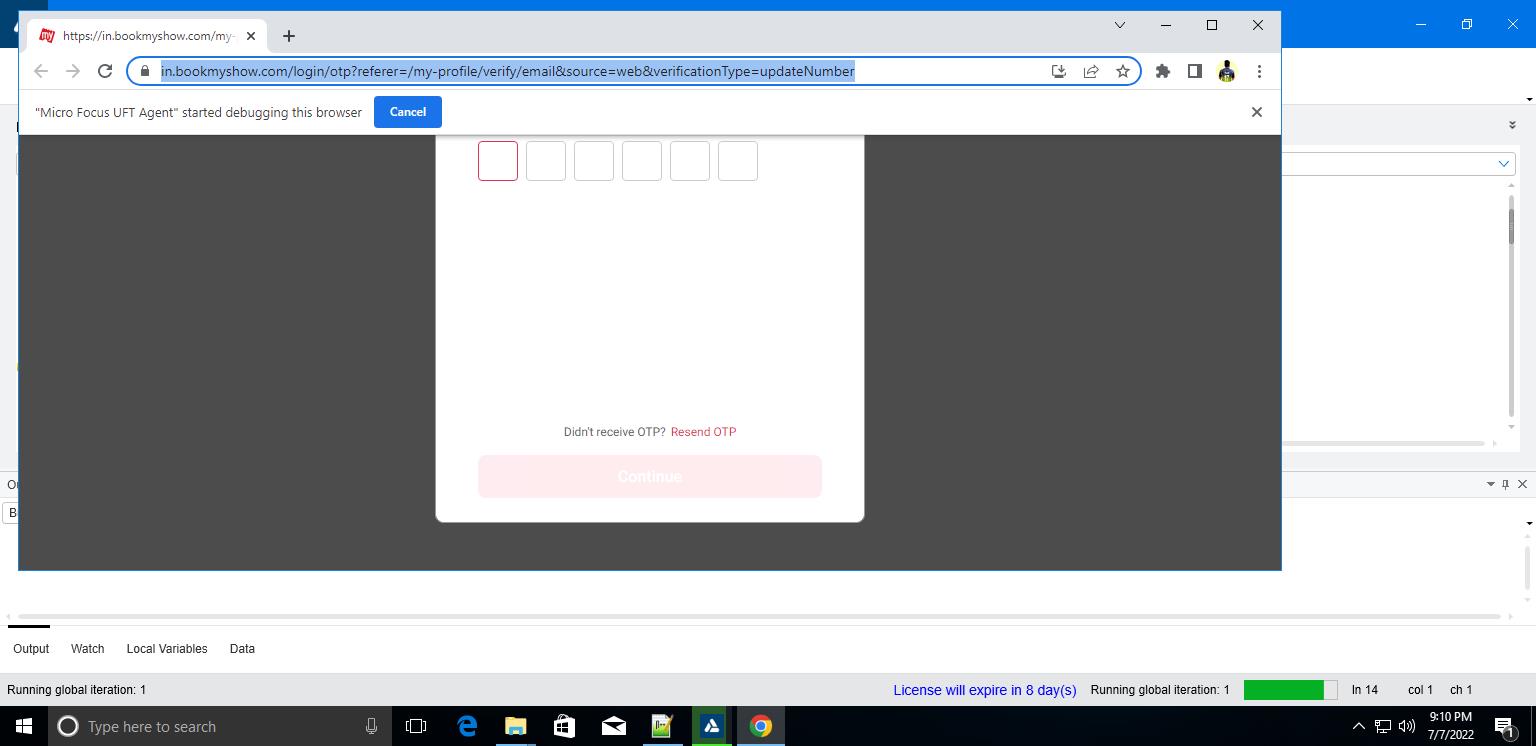 https://in.bookmyshow.com/my-
in.bookmyshow.com/login/otp?referer=/my-profile/verify/email&source=web&verificationType=updateNumber
"Micro Focus UFT Agent" started debugging this browser
Cancel
Didn't receive OTP? Resend OTP
Continue
Output
Watch
Local Variables
Data
Running global iteration: 1
License will expire in 8 day(s)
Running global iteration: 1
ln 14
col 1
ch 1
Type here to search
9:10 PM
7/7/2022
1